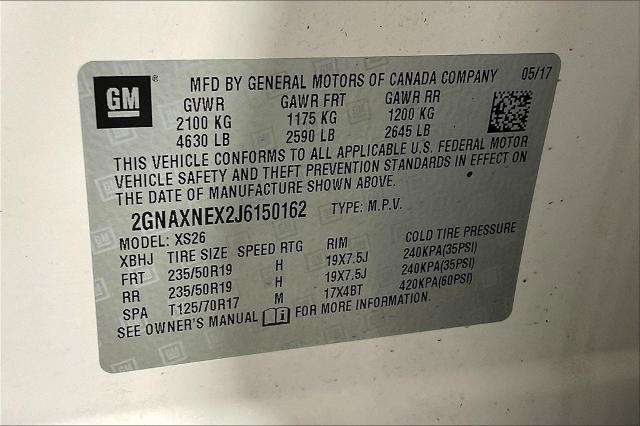 GM ® MFD BY GENERAL MOTORS OF CANADA COMPANY 05/17
GVWR GAWR FRT GAWR RR
2100 KG 1175 KG 1200 KG
4630 LB 2590 LB 2645 LB
THIS VEHICLE CONFORMS TO ALL APPLICABLE U.S. FEDERAL MOTOR
VEHICLE SAFETY AND THEFT PREVENTION STANDARDS IN EFFECT ON
THE DATE OF MANUFACTURE SHOWN ABOVE.
2GNAXNEX2J6150162 TYPE: M.P.V.
MODEL: XS26
XBHJ TIRE SIZE SPEED RTG RIM COLD TIRE PRESSURE
FRT 235/50R19 H 19X7.5J 240KPA(35PSI)
RR 235/50R19 H 19X7.5J 240KPA(35PSI)
SPA T125/70R17 M 17X4BT 420KPA(60PSI)
SEE OWNER'S MANUAL i FOR MORE INFORMATION.